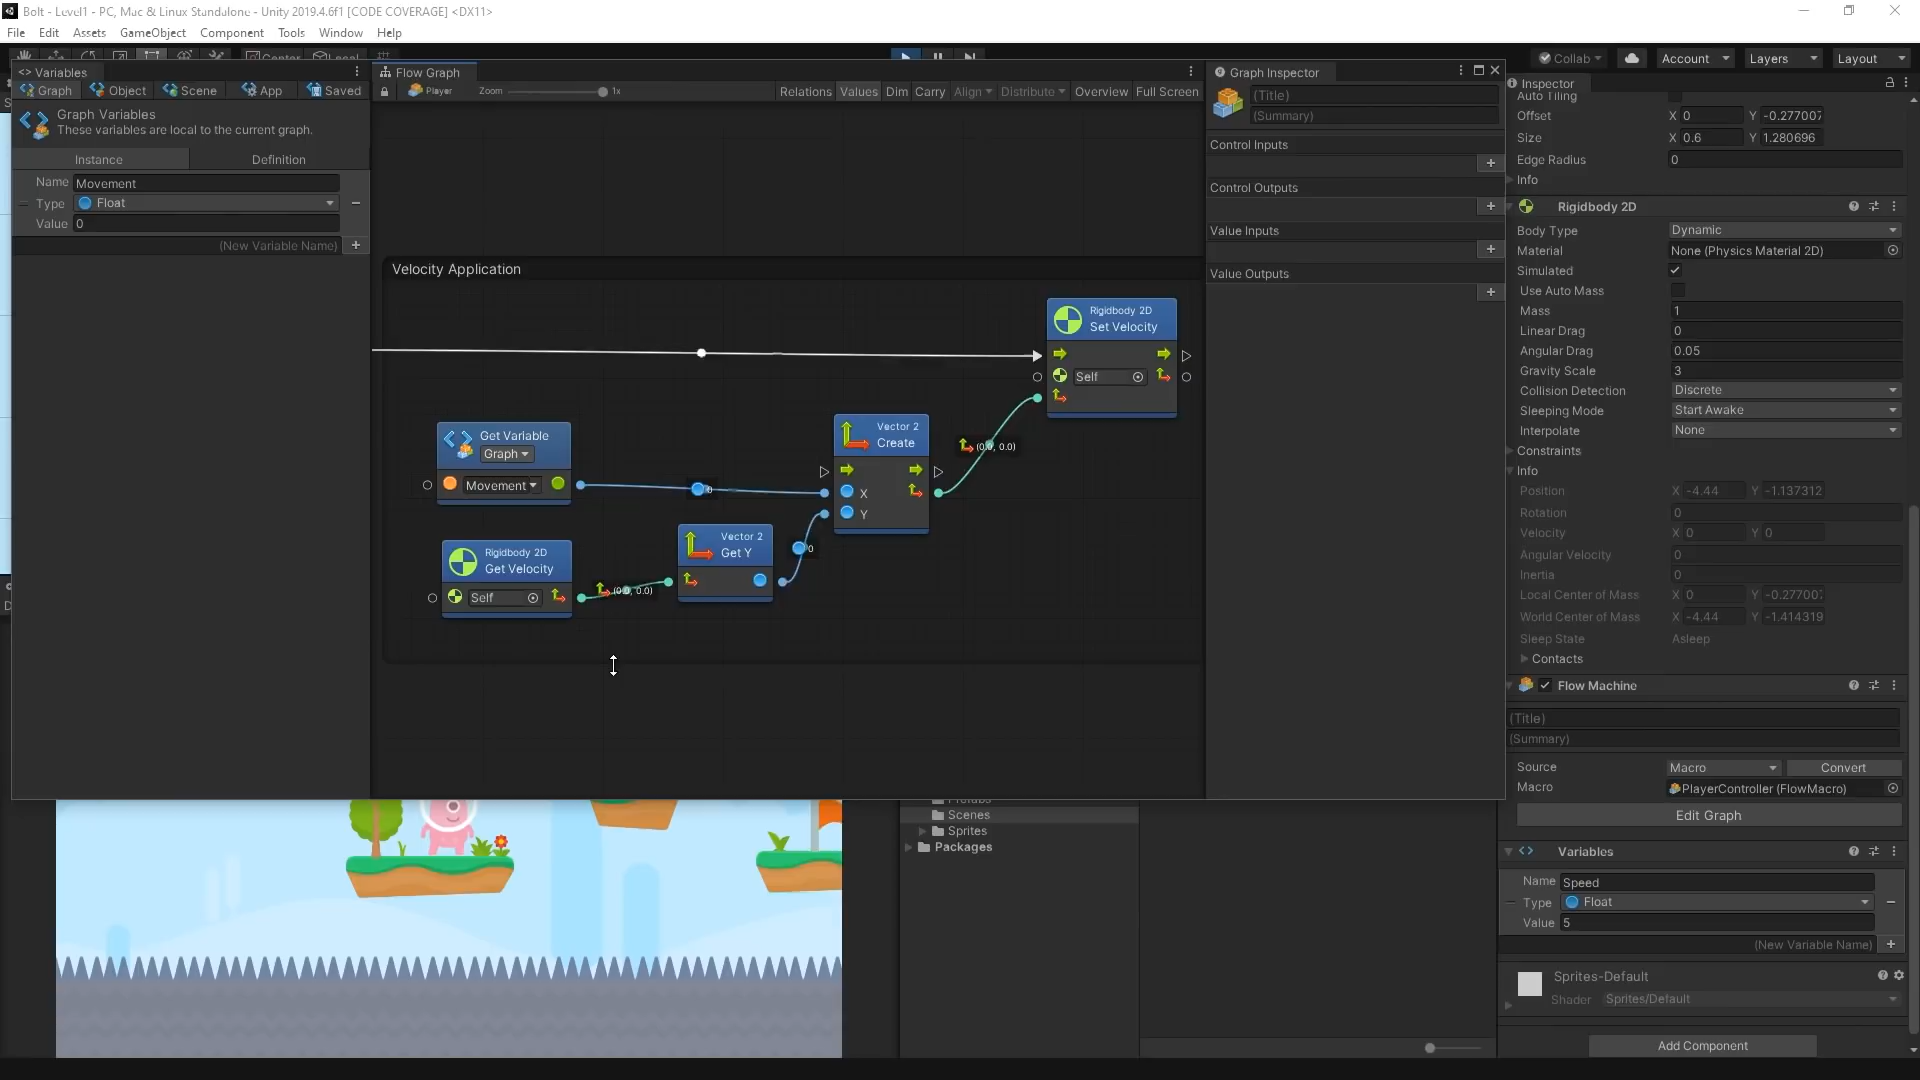 Bolt - Level1 - PC, Mac & Linux Standalone - Unity 2019.4.6f1 [CODE COVERAGE] <DX11>
File Edit Assets GameObject Component Tools Window Help
Collab Account Layers Layout
<> Variables
Graph Object Scene App Saved
Graph Variables
These variables are local to the current graph.
Instance Definition
Name Movement
Type Float
Value 0
(New Variable Name)
Flow Graph
Player Zoom 1x Relations Values Dim Carry Align Distribute Overview Full Screen
Velocity Application
Rigidbody 2D
Set Velocity
Self
Get Variable
Graph
Movement
0
Vector 2
Create
X
Y
(0.0, 0.0)
Rigidbody 2D
Get Velocity
Self
(0.0, 0.0)
Vector 2
Get Y
0
Graph Inspector
(Title)
(Summary)
Control Inputs
Control Outputs
Value Inputs
Value Outputs
Inspector
Auto Tiling
Offset X 0 Y -0.277007
Size X 0.6 Y 1.280696
Edge Radius 0
Info
Rigidbody 2D
Body Type Dynamic
Material None (Physics Material 2D)
Simulated
Use Auto Mass
Mass 1
Linear Drag 0
Angular Drag 0.05
Gravity Scale 3
Collision Detection Discrete
Sleeping Mode Start Awake
Interpolate None
Constraints
Info
Position X -4.44 Y -1.137312
Rotation 0
Velocity X 0 Y 0
Angular Velocity 0
Inertia 0
Local Center of Mass X 0 Y -0.27700
World Center of Mass X -4.44 Y -1.414319
Sleep State Asleep
Contacts
Flow Machine
(Title)
(Summary)
Source Macro Convert
Macro PlayerController (FlowMacro)
Edit Graph
Variables
Name Speed
Type Float
Value 5
(New Variable Name)
Sprites-Default
Shader Sprites/Default
Add Component
Prefabs
Scenes
Sprites
Packages